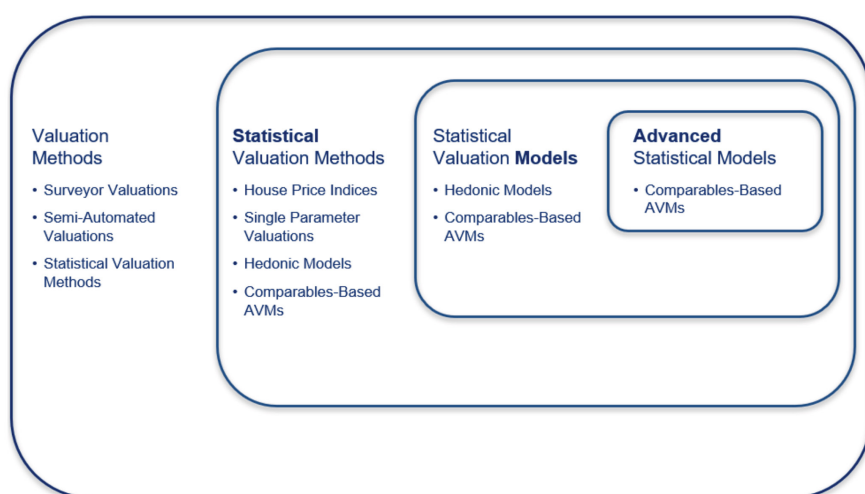 Valuation
Methods
• Surveyor Valuations
• Semi-Automated
Valuations
• Statistical Valuation
Methods
Statistical
Valuation Methods
• House Price Indices
• Single Parameter
Valuations
• Hedonic Models
• Comparables-Based
AVMs
Statistical
Valuation Models
• Hedonic Models
• Comparables-Based
AVMs
Advanced
Statistical Models
• Comparables-Based
AVMs